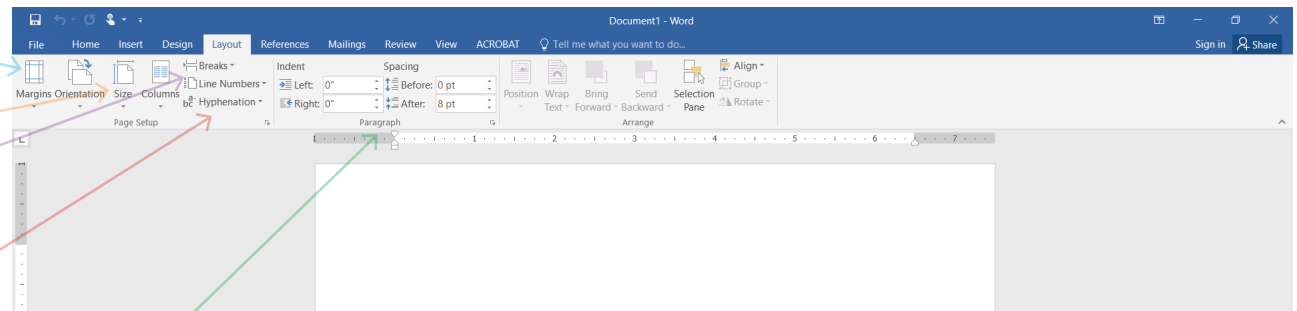 Document1 - Word
File Home Insert Design Layout References Mailings Review View ACROBAT Tell me what you want to do... Sign in Share
Breaks Indent Spacing Align
Line Numbers Left: 0" Before: 0 pt Group
Margins Orientation Size Columns Position Wrap Bring Send Selection
bc Hyphenation Right: 0" After: 8 pt Text Forward Backward Pane Rotate
Page Setup Paragraph Arrange
L 1 1 2 3 4 5 6 7
1